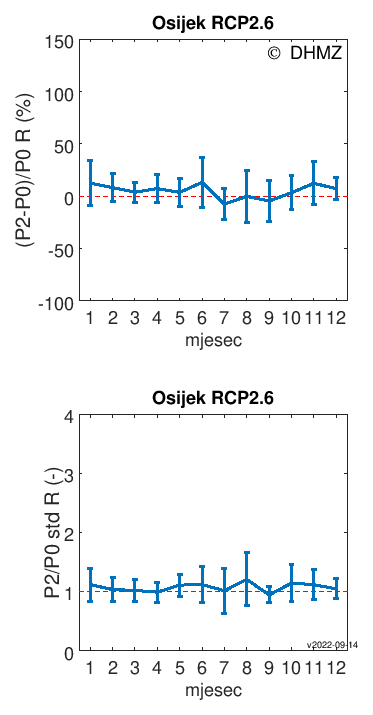 Osijek RCP2.6
© DHMZ
(P2-P0)/P0 R (%)
150
100
50
0
-50
-100
1 2 3 4 5 6 7 8 9 10 11 12
mjesec
Osijek RCP2.6
P2/P0 std R (-)
4
3
2
1
0
v2022-09-14
1 2 3 4 5 6 7 8 9 10 11 12
mjesec